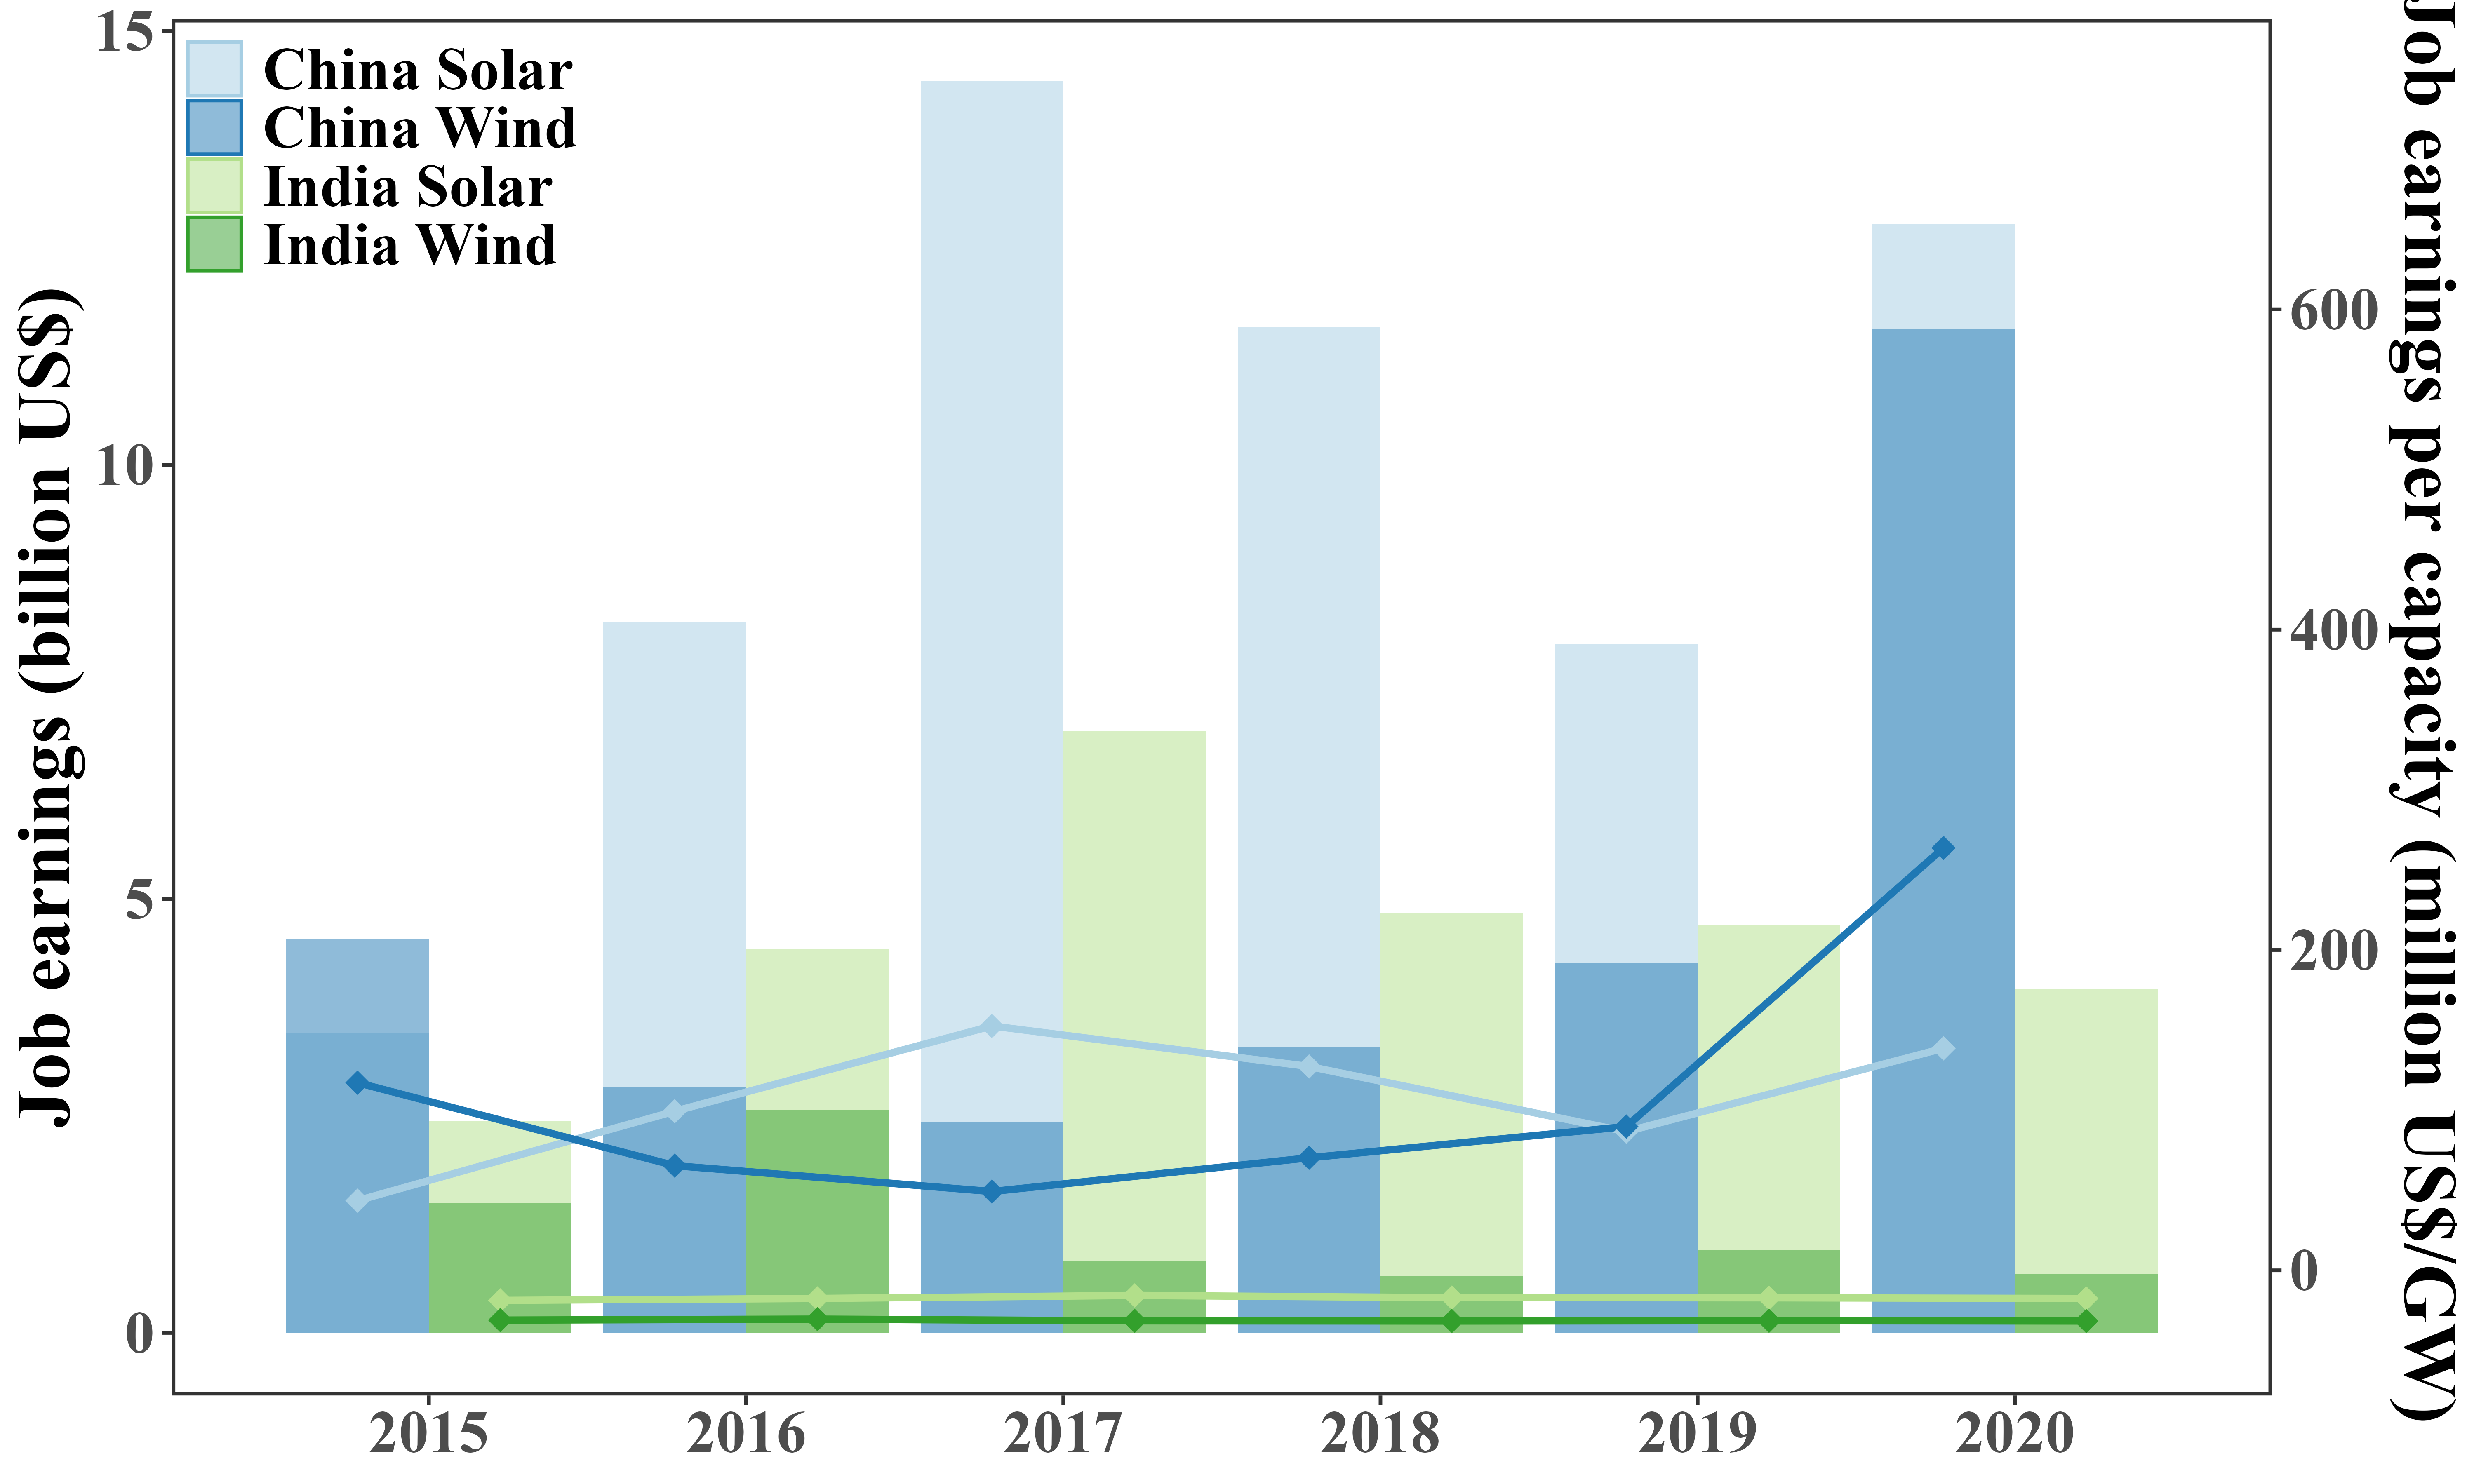 Job earnings (billion US$)
15
10
5
0
China Solar
China Wind
India Solar
India Wind
600
400
200
0
Job earnings per capacity (million US$/GW)
2015 2016 2017 2018 2019 2020